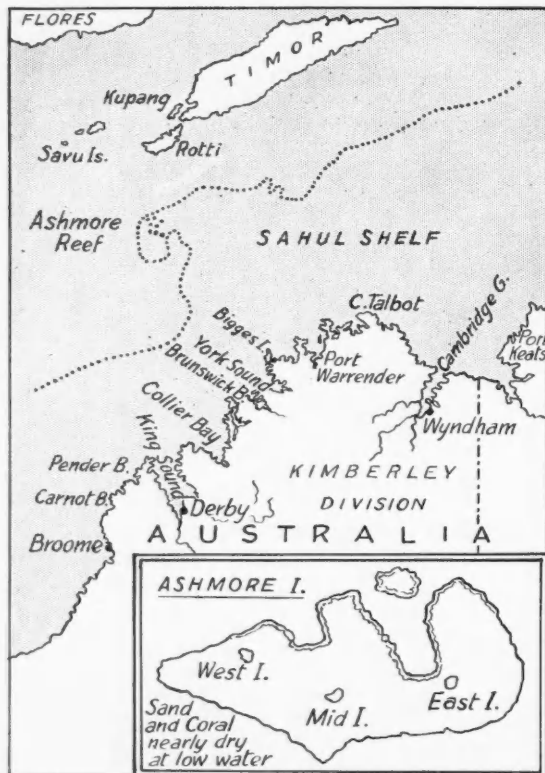 FLORES
TIMOR
Kupang
Savu Is.
Rotti
Ashmore
Reef
SAHUL SHELF
C. Talbot
Cambridge G.
Port
Keats
Bigges I.
York Sound
Brunswick B.
Port
Warrender
Collier Bay
Wyndham
King
Sound
Pender B.
KIMBERLEY
DIVISION
Carnot B.
Derby
AUSTRALIA
Broome
ASHMORE I.
West I.
Mid I.
East I.
Sand
and Coral
nearly dry
at low water